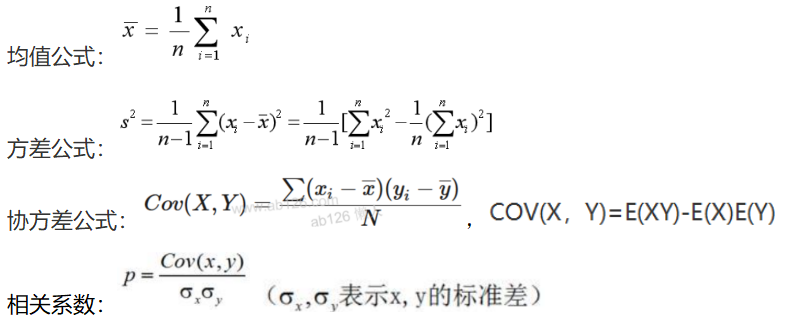 均值公式： x̄ = 1/n ∑_{i=1}^{n} x_i
方差公式： s² = 1/(n−1) ∑_{i=1}^{n} (x_i − x̄)² = 1/(n−1) [∑_{i=1}^{n} x_i² − 1/n (∑_{i=1}^{n} x_i)²]
协方差公式： Cov(X,Y) = ∑(x_i − x̄)(y_i − ȳ) / N ， COV(X，Y)=E(XY)-E(X)E(Y)
相关系数： p = Cov(x,y) / σ_xσ_y （σ_x,σ_y表示x,y的标准差）